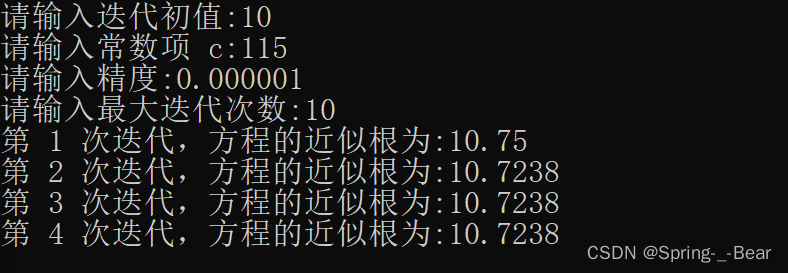 请输入迭代初值:10
请输入常数项 c:115
请输入精度:0.000001
请输入最大迭代次数:10
第 1 次迭代，方程的近似根为:10.75
第 2 次迭代，方程的近似根为:10.7238
第 3 次迭代，方程的近似根为:10.7238
第 4 次迭代，方程的近似根为:10.7238
CSDN @Spring-_-Bear